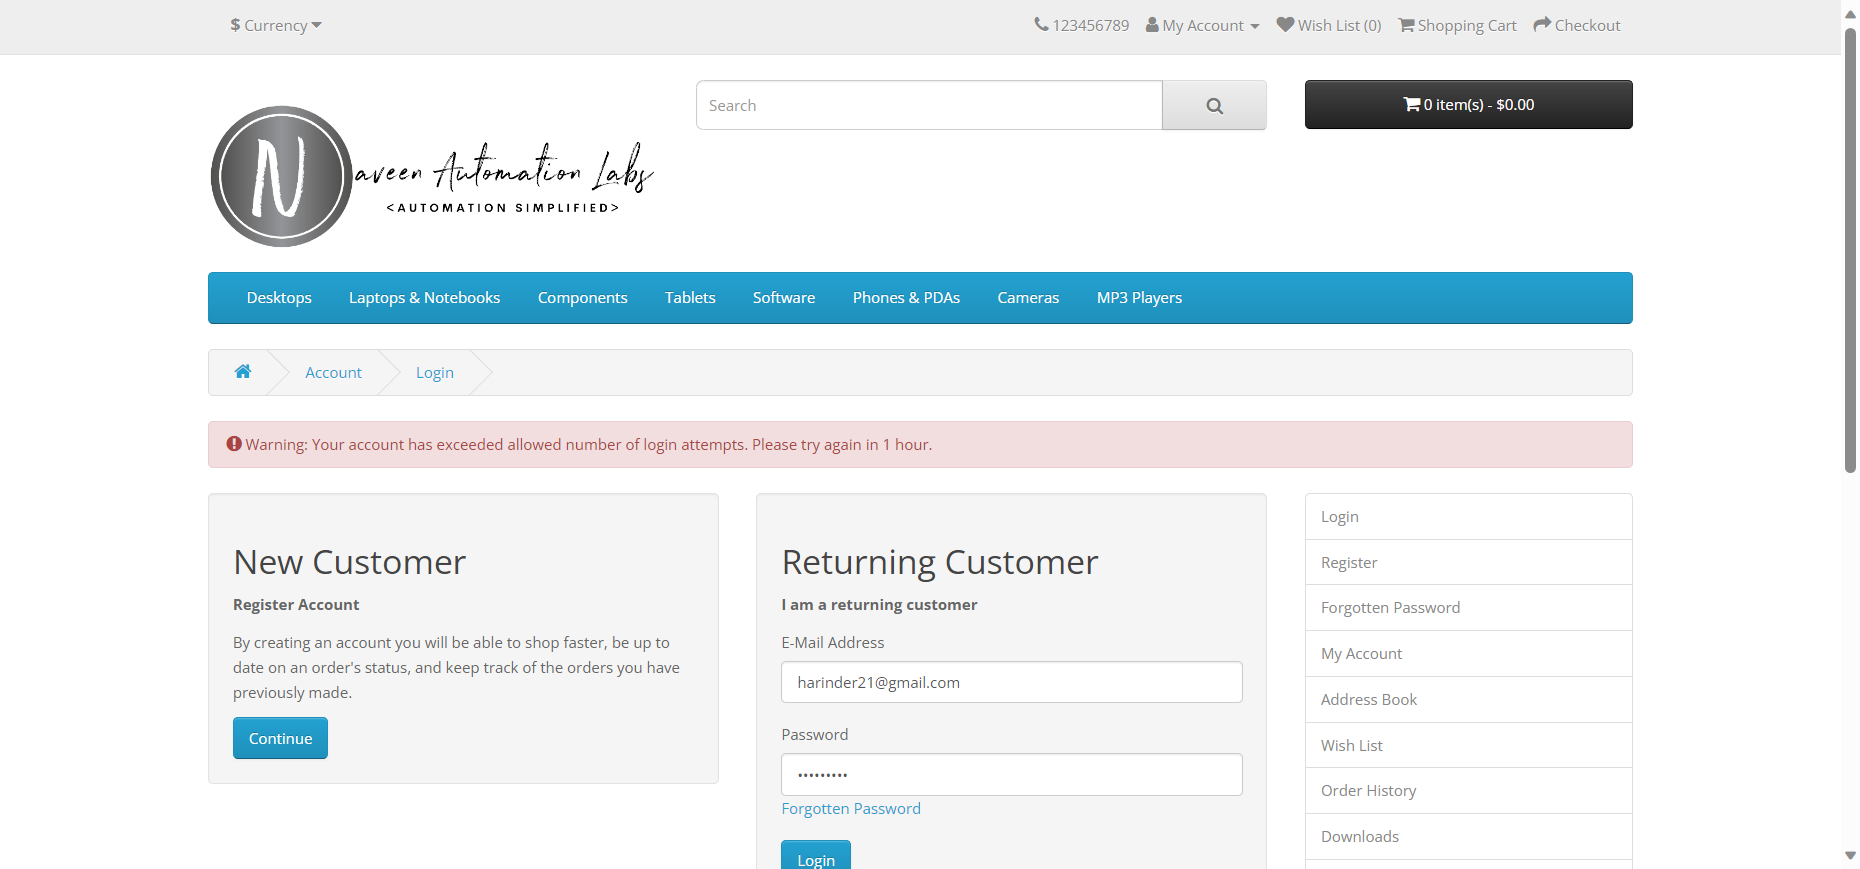 $ Currency
123456789 My Account Wish List (0) Shopping Cart Checkout
Search
0 item(s) - $0.00
N aveen Automation Labs
<AUTOMATION SIMPLIFIED>
Desktops Laptops & Notebooks Components Tablets Software Phones & PDAs Cameras MP3 Players
Account Login
Warning: Your account has exceeded allowed number of login attempts. Please try again in 1 hour.
New Customer
Register Account
By creating an account you will be able to shop faster, be up to
date on an order's status, and keep track of the orders you have
previously made.
Continue
Returning Customer
I am a returning customer
E-Mail Address
harinder21@gmail.com
Password
•••••••••
Forgotten Password
Login
Login
Register
Forgotten Password
My Account
Address Book
Wish List
Order History
Downloads